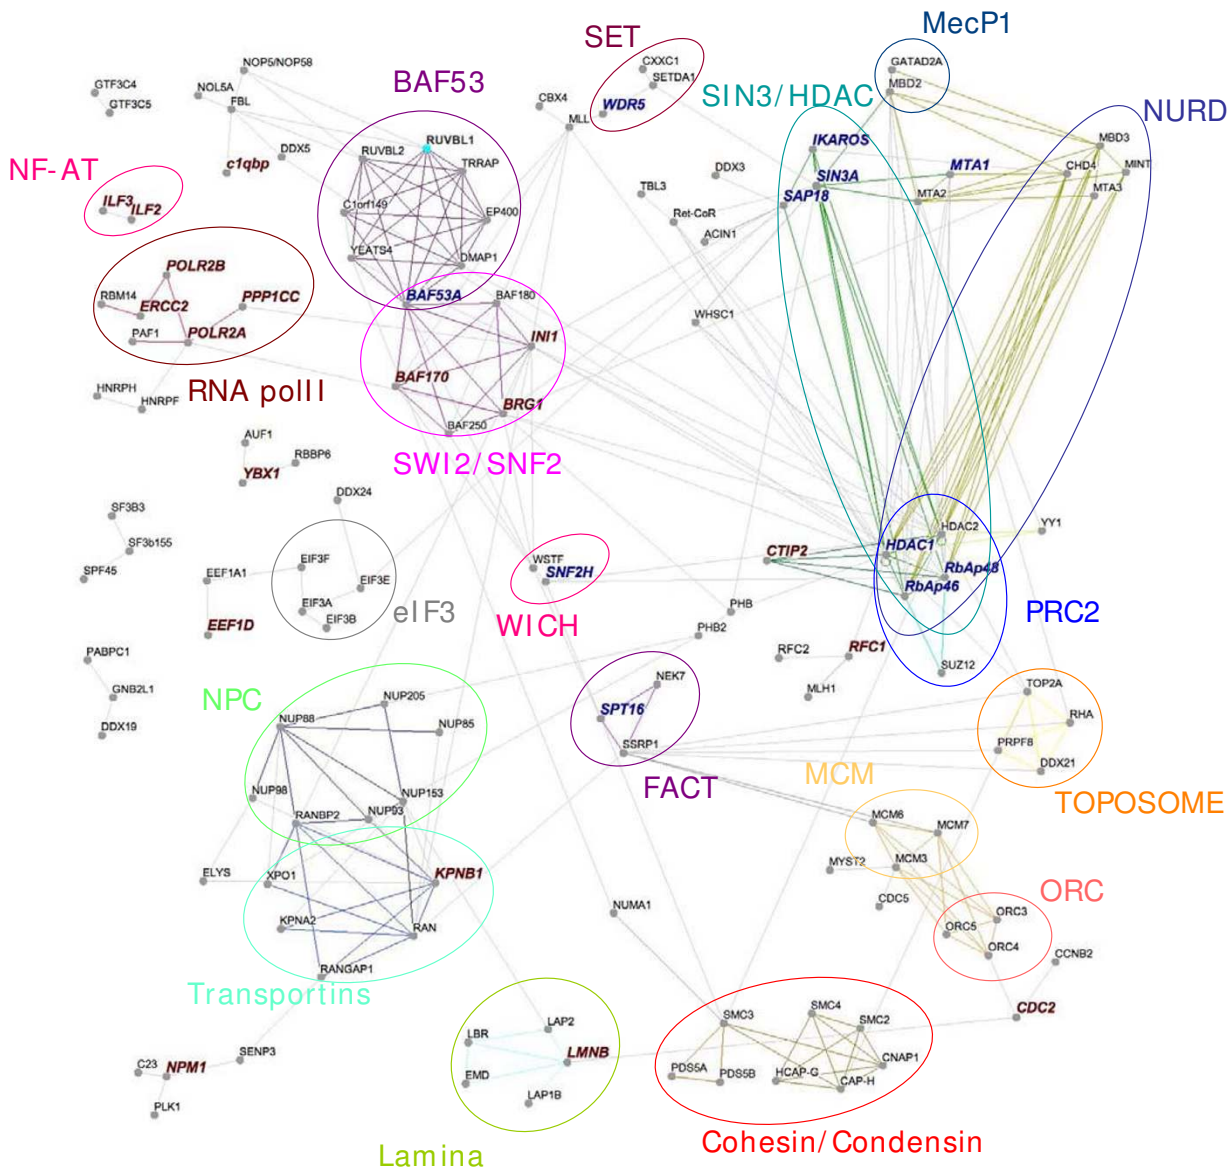 MecP1
SET
CXXC1
SETDA1
WDR5
GATAD2A
MBD2
NOP5/NOP58
GTF3C4
GTF3C5
NOL5A
FBL
BAF53
CBX4
MLL
SIN3/HDAC
NURD
MBD3
CHD4
MINT
MTA3
IKAROS
MTA1
SIN3A
SAP18
MTA2
DDX5
c1qbp
RUVBL2
RUVBL1
TRRAP
C1orf149
EP400
YEATS4
DMAP1
DDX3
TBL3
Ret-CoR
ACIN1
WHSC1
NF-AT
ILF3
ILF2
POLR2B
RBM14
ERCC2
PPP1CC
PAF1
POLR2A
RNA polII
HNRPH
HNRPF
BAF53A
BAF180
INI1
BAF170
BRG1
BAF250
SWI2/SNF2
AUF1
YBX1
RBBP6
DDX24
SF3B3
SF3b155
SPF45
EEF1A1
EEF1D
EIF3F
EIF3E
EIF3A
EIF3B
eIF3
WSTF
SNF2H
WICH
CTIP2
HDAC2
HDAC1
RbAp48
RbAp46
YY1
PRC2
SUZ12
PHB
PHB2
RFC2
RFC1
MLH1
PABPC1
GNB2L1
DDX19
NPC
NUP205
NUP88
NUP85
NUP98
NUP153
RANBP2
NUP93
NEK7
SPT16
SSRP1
FACT
TOP2A
RHA
PRPF8
DDX21
TOPOSOME
MCM
MCM6
MCM7
MCM3
MYST2
CDC5
ORC
ORC3
ORC5
ORC4
CCNB2
CDC2
ELYS
XPO1
KPNB1
KPNA2
RAN
RANGAP1
Transportins
NUMA1
C23
NPM1
SENP3
PLK1
LBR
LAP2
LMNB
EMD
LAP1B
Lamina
SMC3
SMC4
SMC2
PDS5A
PDS5B
HCAP-G
CNAP1
CAP-H
Cohesin/Condensin